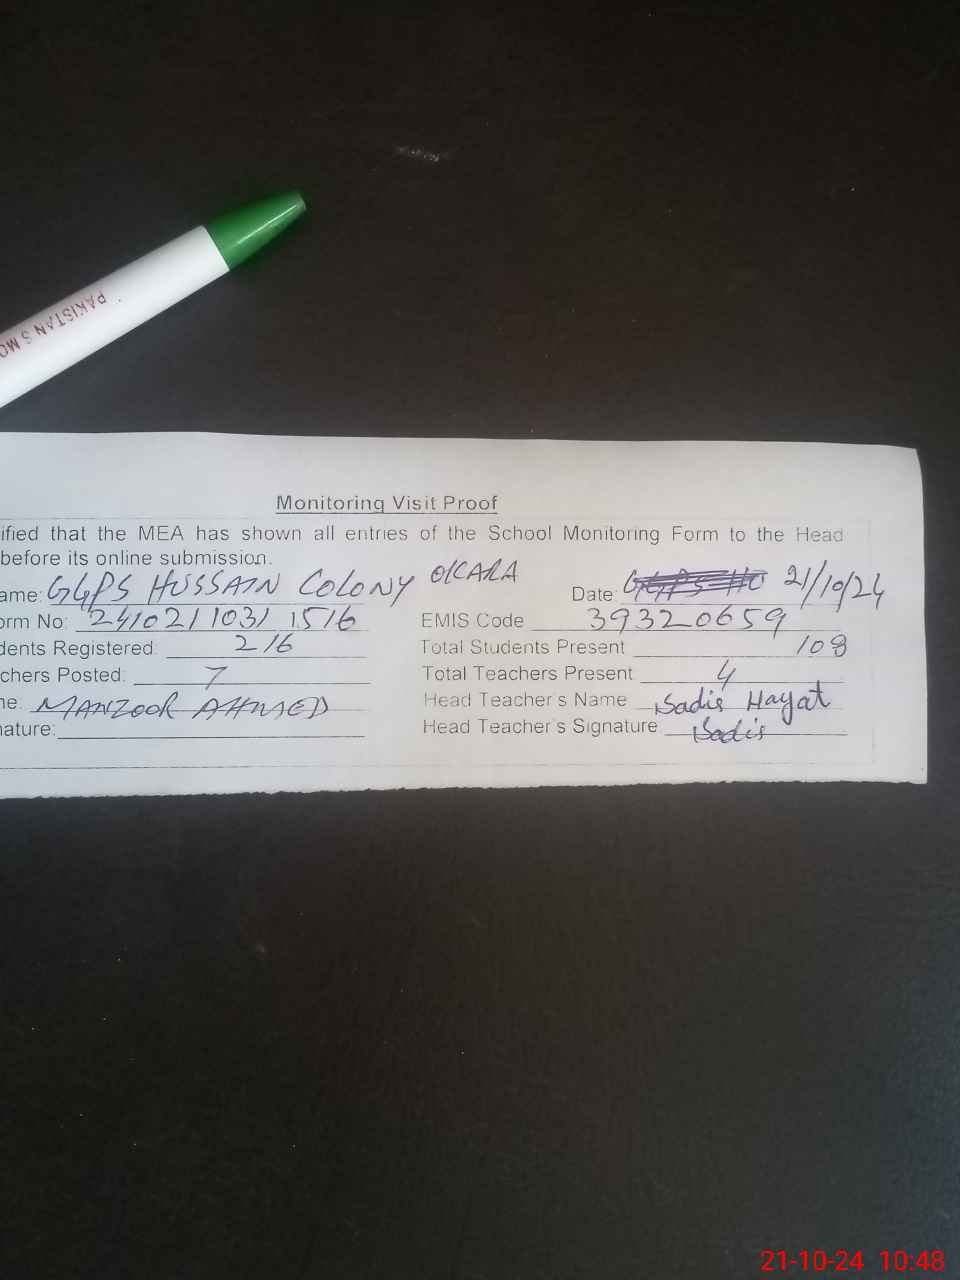 PAKISTAN'S MO
Monitoring Visit Proof
ified that the MEA has shown all entries of the School Monitoring Form to the Head
before its online submission.
ame: GGPS HUSSAIN COLONY OKARA Date: 21/10/24
orm No: 241021 1031 1516 EMIS Code 39320659
dents Registered: 216 Total Students Present 108
chers Posted: 7 Total Teachers Present 4
ne: MANZOOR AHMED Head Teacher's Name Sadis Hayat
nature: Head Teacher's Signature Sadis
21-10-24 10:48